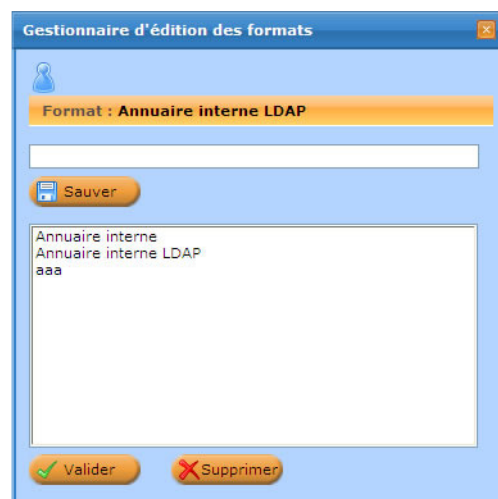 Gestionnaire d'édition des formats
Format : Annuaire interne LDAP
Sauver
Annuaire interne
Annuaire interne LDAP
aaa
Valider
Supprimer